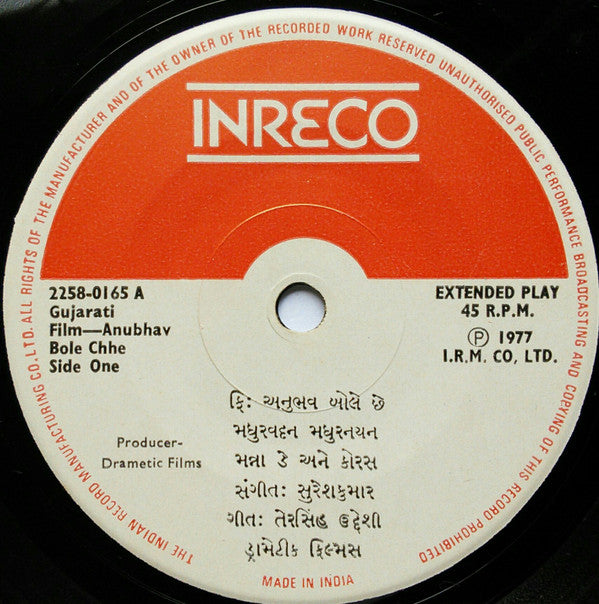 THE INDIAN RECORD MANUFACTURING CO.LTD. ALL RIGHTS OF THE MANUFACTURER AND OF THE OWNER OF THE RECORDED WORK RESERVED UNAUTHORISED PUBLIC PERFORMANCE BROADCASTING AND COPYING OF THIS RECORD PROHIBITED
INRECO
2258-0165 A
Gujarati
Film—Anubhav
Bole Chhe
Side One
EXTENDED PLAY
45 R.P.M.
Ⓟ 1977
I.R.M. CO, LTD.
Producer-
Drametic Films
ફિ: અનુભવ બોલે છે
મધુરવદન મધુરનયન
મન્ના ડે અને કોરસ
સંગીત: સુરેશકુમાર
ગીત: તેરસિંહ ઉદ્દેશી
ડ્રામેટીક ફિલ્મસ
MADE IN INDIA